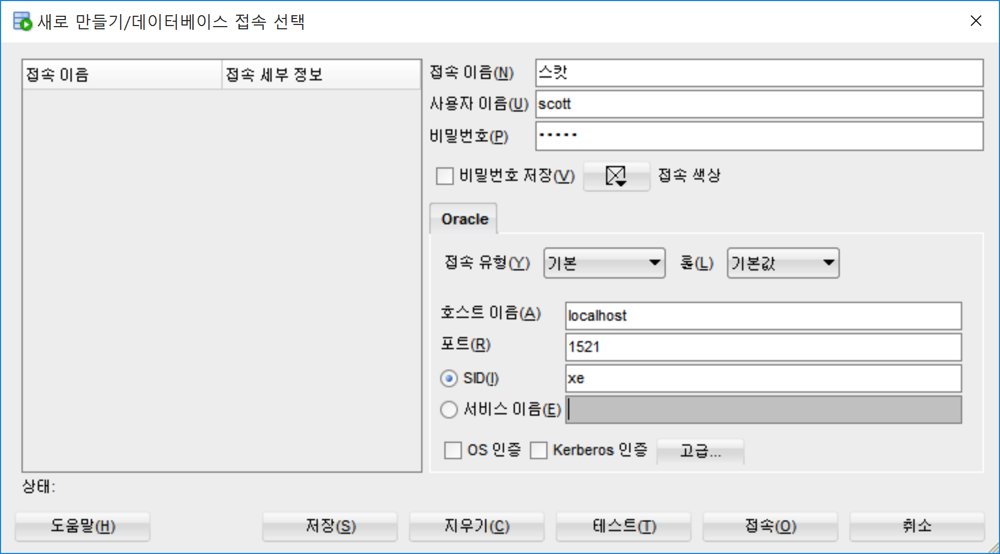 새로 만들기/데이터베이스 접속 선택
접속 이름 접속 세부 정보
접속 이름(N) 스캇
사용자 이름(U) scott
비밀번호(P) •••••
비밀번호 저장(V) 접속 색상
Oracle
접속 유형(Y) 기본 롤(L) 기본값
호스트 이름(A) localhost
포트(R) 1521
SID(I) xe
서비스 이름(E)
OS 인증 Kerberos 인증 고급...
상태:
도움말(H) 저장(S) 지우기(C) 테스트(T) 접속(O) 취소